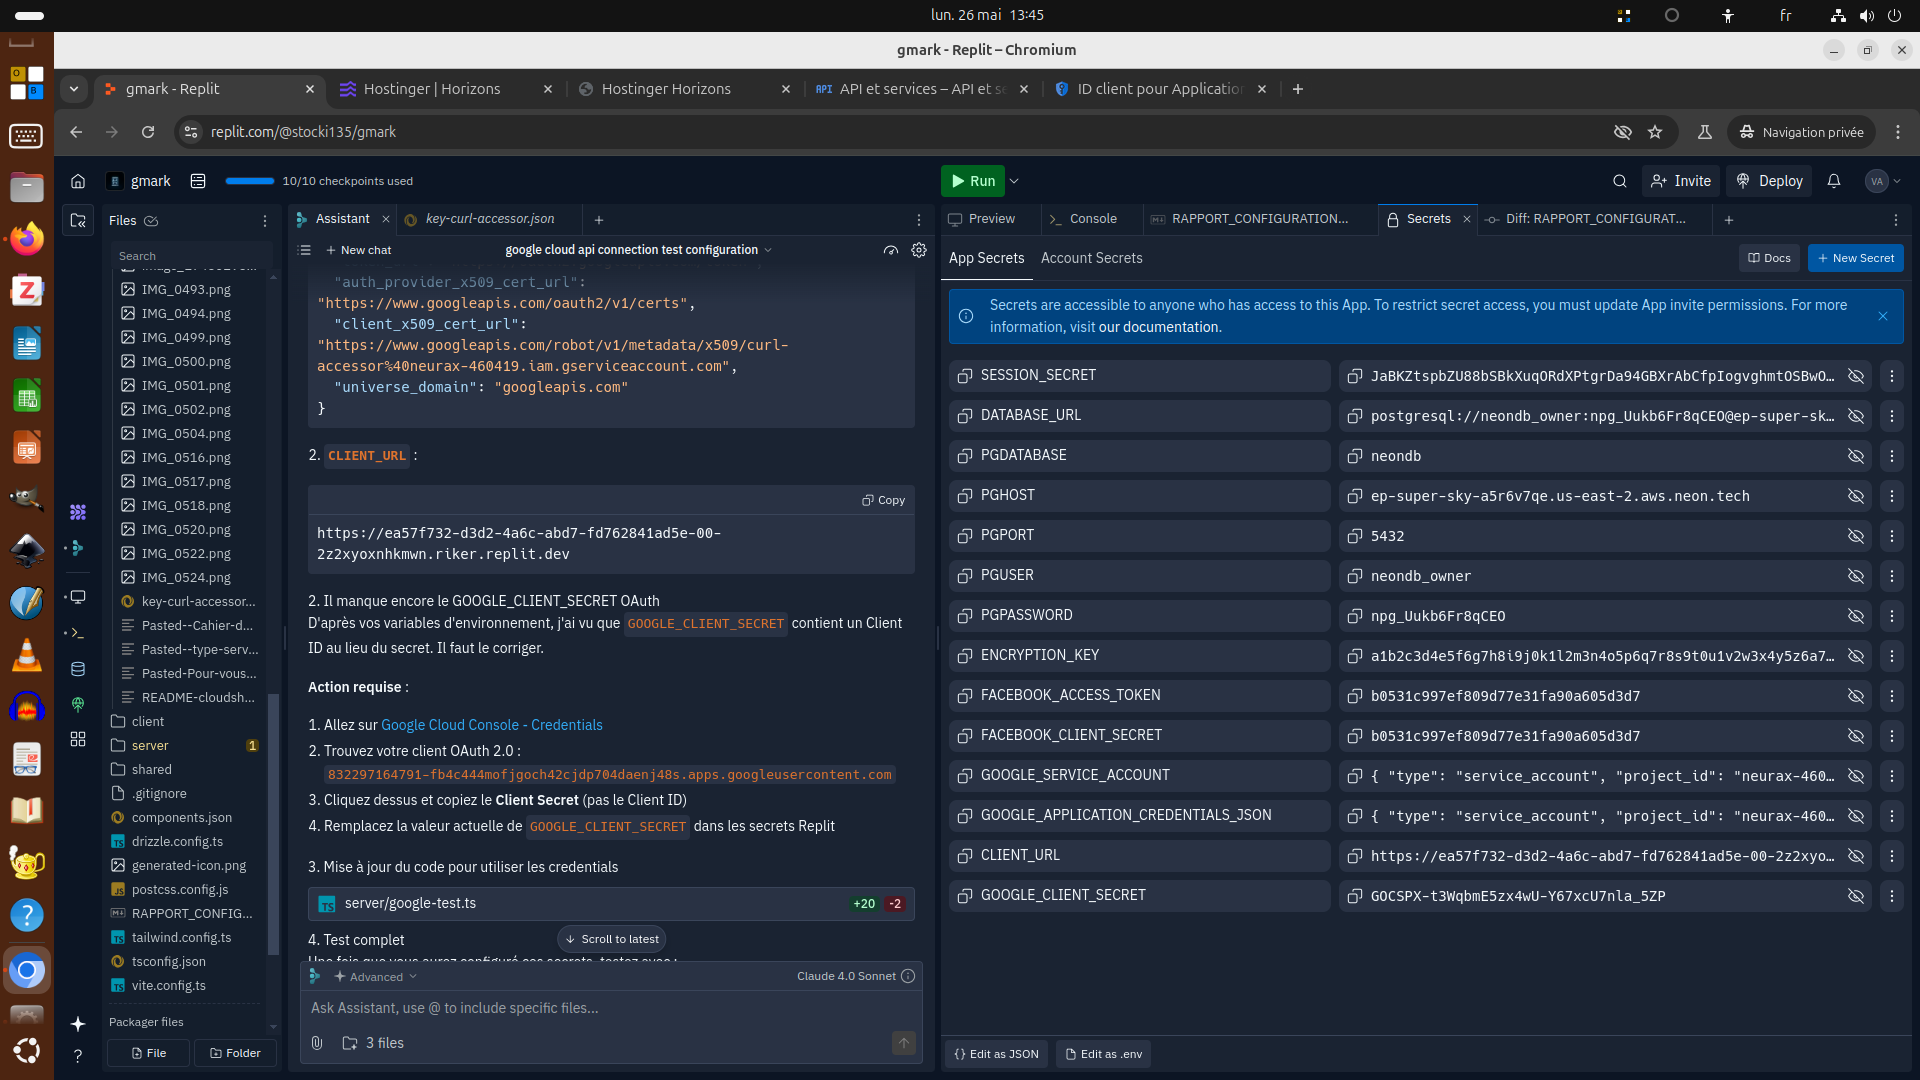 lun. 26 mai 13:45
fr
gmark - Replit – Chromium
gmark - Replit
Hostinger | Horizons
Hostinger Horizons
API et services – API et se
ID client pour Application
replit.com/@stocki135/gmark
Navigation privée
gmark
10/10 checkpoints used
Run
Invite
Deploy
VA
Files
Search
IMG_0493.png
IMG_0494.png
IMG_0499.png
IMG_0500.png
IMG_0501.png
IMG_0502.png
IMG_0504.png
IMG_0516.png
IMG_0517.png
IMG_0518.png
IMG_0520.png
IMG_0522.png
IMG_0524.png
key-curl-accessor...
Pasted--Cahier-d...
Pasted--type-serv...
Pasted-Pour-vous...
README-cloudsh...
client
server 1
shared
.gitignore
components.json
drizzle.config.ts
generated-icon.png
postcss.config.js
RAPPORT_CONFIG...
tailwind.config.ts
tsconfig.json
vite.config.ts
Packager files
File
Folder
Assistant
key-curl-accessor.json
New chat
google cloud api connection test configuration
"auth_provider_x509_cert_url":
"https://www.googleapis.com/oauth2/v1/certs",
"client_x509_cert_url":
"https://www.googleapis.com/robot/v1/metadata/x509/curl-
accessor%40neurax-460419.iam.gserviceaccount.com",
"universe_domain": "googleapis.com"
}
2. CLIENT_URL :
Copy
https://ea57f732-d3d2-4a6c-abd7-fd762841ad5e-00-
2z2xyoxnhkmwn.riker.replit.dev
2. Il manque encore le GOOGLE_CLIENT_SECRET OAuth
D'après vos variables d'environnement, j'ai vu que GOOGLE_CLIENT_SECRET contient un Client
ID au lieu du secret. Il faut le corriger.
Action requise :
1. Allez sur Google Cloud Console - Credentials
2. Trouvez votre client OAuth 2.0 :
832297164791-fb4c444mofjgoch42cjdp704daenj48s.apps.googleusercontent.com
3. Cliquez dessus et copiez le Client Secret (pas le Client ID)
4. Remplacez la valeur actuelle de GOOGLE_CLIENT_SECRET dans les secrets Replit
3. Mise à jour du code pour utiliser les credentials
server/google-test.ts +20 -2
4. Test complet
Scroll to latest
Advanced
Claude 4.0 Sonnet
Ask Assistant, use @ to include specific files...
3 files
Preview
Console
RAPPORT_CONFIGURATION...
Secrets
Diff: RAPPORT_CONFIGURAT...
App Secrets
Account Secrets
Docs
New Secret
Secrets are accessible to anyone who has access to this App. To restrict secret access, you must update App invite permissions. For more
information, visit our documentation.
SESSION_SECRET JaBKZtspbZU88bSBkXuqORdXPtgrDa94GBXrAbCfpIogvghmtOSBwO...
DATABASE_URL postgresql://neondb_owner:npg_Uukb6Fr8qCEO@ep-super-sk...
PGDATABASE neondb
PGHOST ep-super-sky-a5r6v7qe.us-east-2.aws.neon.tech
PGPORT 5432
PGUSER neondb_owner
PGPASSWORD npg_Uukb6Fr8qCEO
ENCRYPTION_KEY a1b2c3d4e5f6g7h8i9j0k1l2m3n4o5p6q7r8s9t0u1v2w3x4y5z6a7...
FACEBOOK_ACCESS_TOKEN b0531c997ef809d77e31fa90a605d3d7
FACEBOOK_CLIENT_SECRET b0531c997ef809d77e31fa90a605d3d7
GOOGLE_SERVICE_ACCOUNT { "type": "service_account", "project_id": "neurax-460...
GOOGLE_APPLICATION_CREDENTIALS_JSON { "type": "service_account", "project_id": "neurax-460...
CLIENT_URL https://ea57f732-d3d2-4a6c-abd7-fd762841ad5e-00-2z2xyo...
GOOGLE_CLIENT_SECRET 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
{} Edit as JSON
Edit as .env